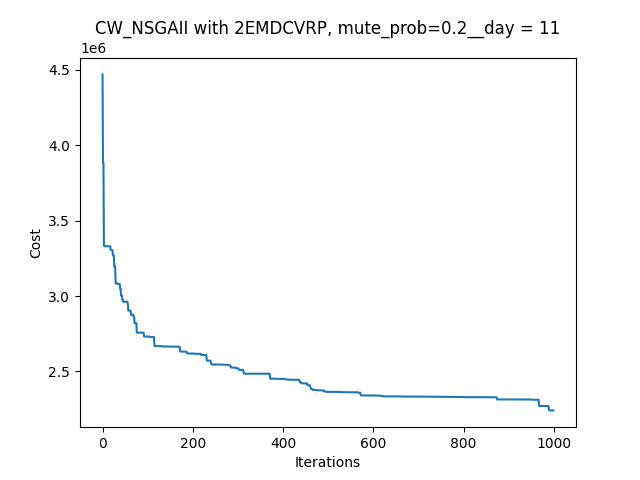 CW_NSGAII with 2EMDCVRP, mute_prob=0.2__day = 11
1e6
4.5
4.0
3.5
3.0
2.5
Cost
0 200 400 600 800 1000
Iterations